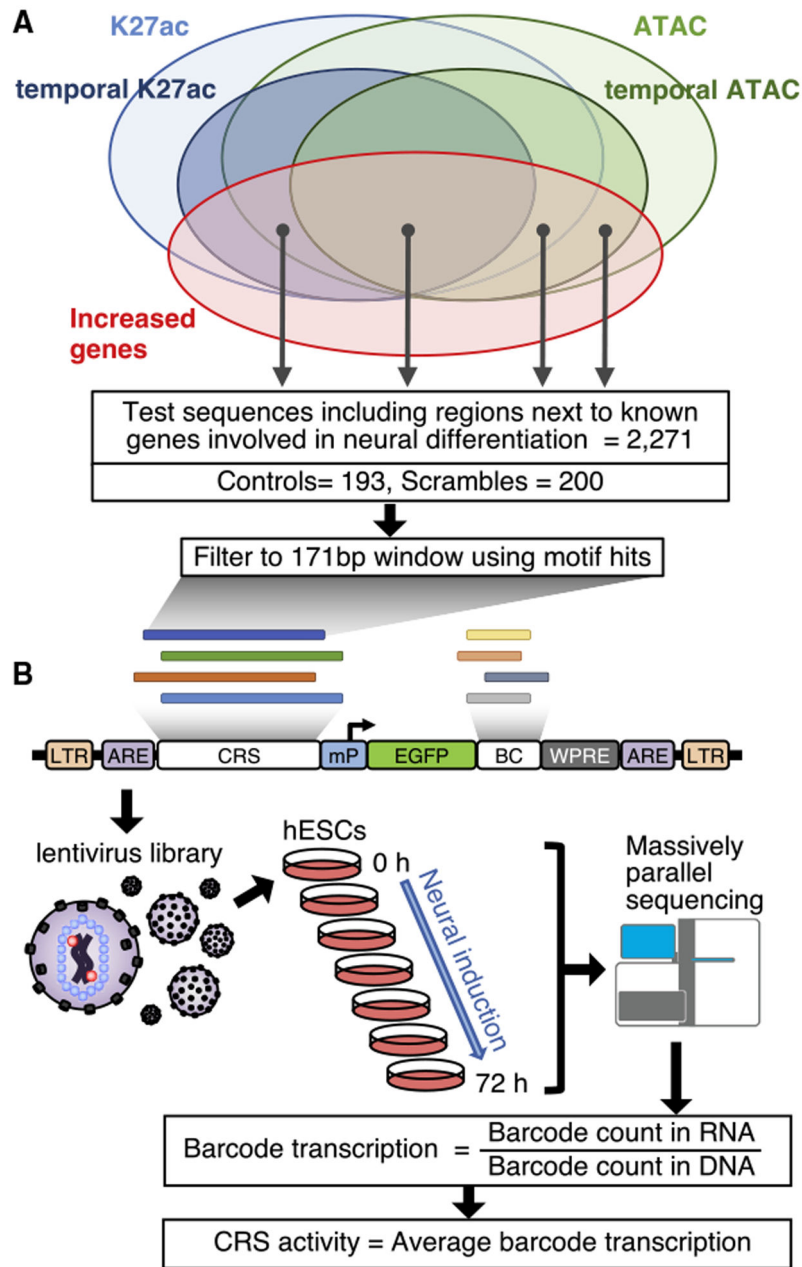 A
K27ac
ATAC
temporal K27ac
temporal ATAC
Increased
genes
Test sequences including regions next to known
genes involved in neural differentiation = 2,271
Controls= 193, Scrambles = 200
Filter to 171bp window using motif hits
B
LTR ARE CRS mP EGFP BC WPRE ARE LTR
lentivirus library
hESCs
0 h
Neural induction
72 h
Massively
parallel
sequencing
Barcode transcription = Barcode count in RNA
Barcode count in DNA
CRS activity = Average barcode transcription